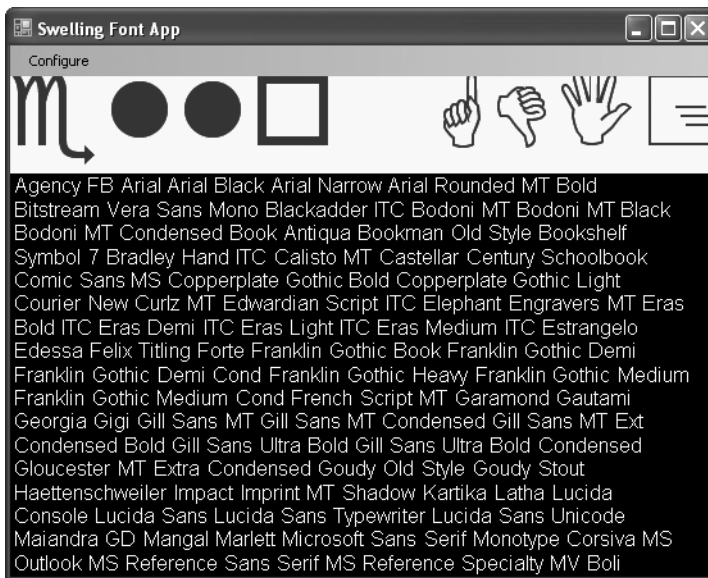 Swelling Font App
Configure
Agency FB Arial Arial Black Arial Narrow Arial Rounded MT Bold
Bitstream Vera Sans Mono Blackadder ITC Bodoni MT Bodoni MT Black
Bodoni MT Condensed Book Antiqua Bookman Old Style Bookshelf
Symbol 7 Bradley Hand ITC Calisto MT Castellar Century Schoolbook
Comic Sans MS Copperplate Gothic Bold Copperplate Gothic Light
Courier New Curlz MT Edwardian Script ITC Elephant Engravers MT Eras
Bold ITC Eras Demi ITC Eras Light ITC Eras Medium ITC Estrangelo
Edessa Felix Titling Forte Franklin Gothic Book Franklin Gothic Demi
Franklin Gothic Demi Cond Franklin Gothic Heavy Franklin Gothic Medium
Franklin Gothic Medium Cond French Script MT Garamond Gautami
Georgia Gigi Gill Sans MT Gill Sans MT Condensed Gill Sans MT Ext
Condensed Bold Gill Sans Ultra Bold Gill Sans Ultra Bold Condensed
Gloucester MT Extra Condensed Goudy Old Style Goudy Stout
Haettenschweiler Impact Imprint MT Shadow Kartika Latha Lucida
Console Lucida Sans Lucida Sans Typewriter Lucida Sans Unicode
Maiandra GD Mangal Marlett Microsoft Sans Serif Monotype Corsiva MS
Outlook MS Reference Sans Serif MS Reference Specialty MV Boli